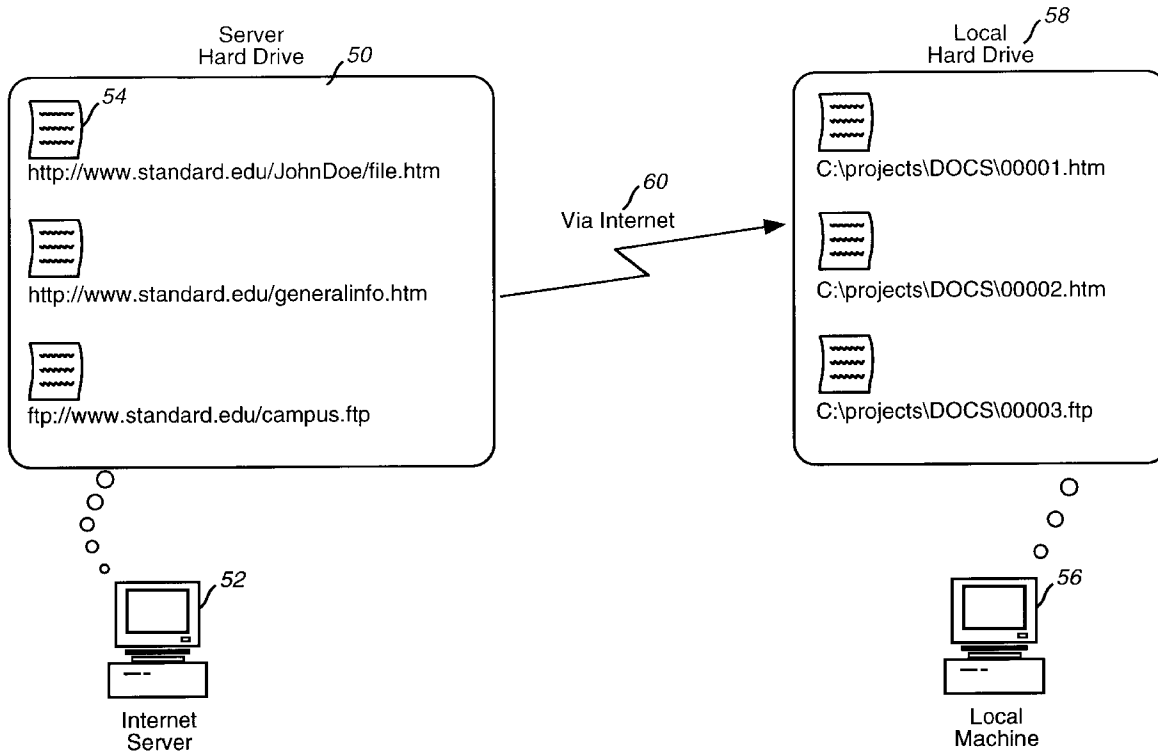 Server
Hard Drive
50
54
http://www.standard.edu/JohnDoe/file.htm
http://www.standard.edu/generalinfo.htm
ftp://www.standard.edu/campus.ftp
60
Via Internet
Local
Hard Drive
58
C:\projects\DOCS\00001.htm
C:\projects\DOCS\00002.htm
C:\projects\DOCS\00003.ftp
52
Internet
Server
56
Local
Machine